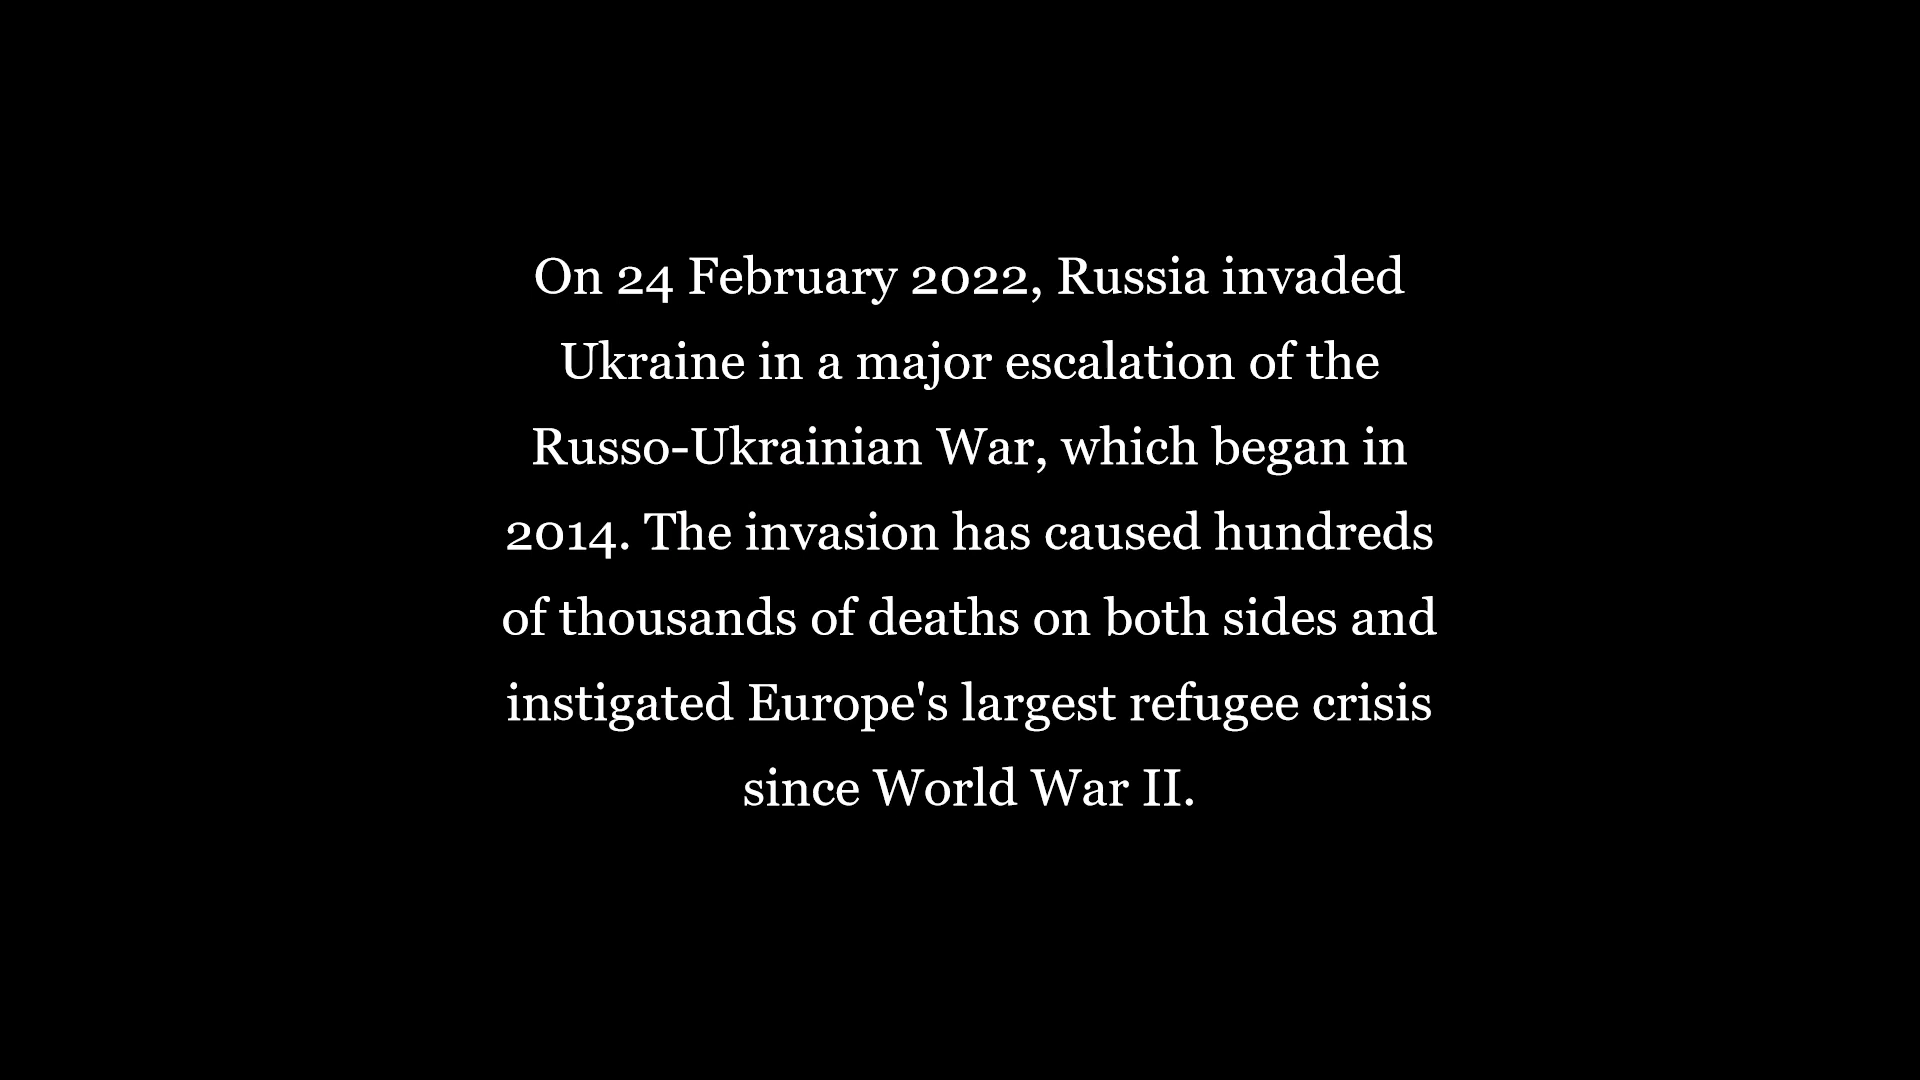 On 24 February 2022, Russia invaded
Ukraine in a major escalation of the
Russo-Ukrainian War, which began in
2014. The invasion has caused hundreds
of thousands of deaths on both sides and
instigated Europe's largest refugee crisis
since World War II.